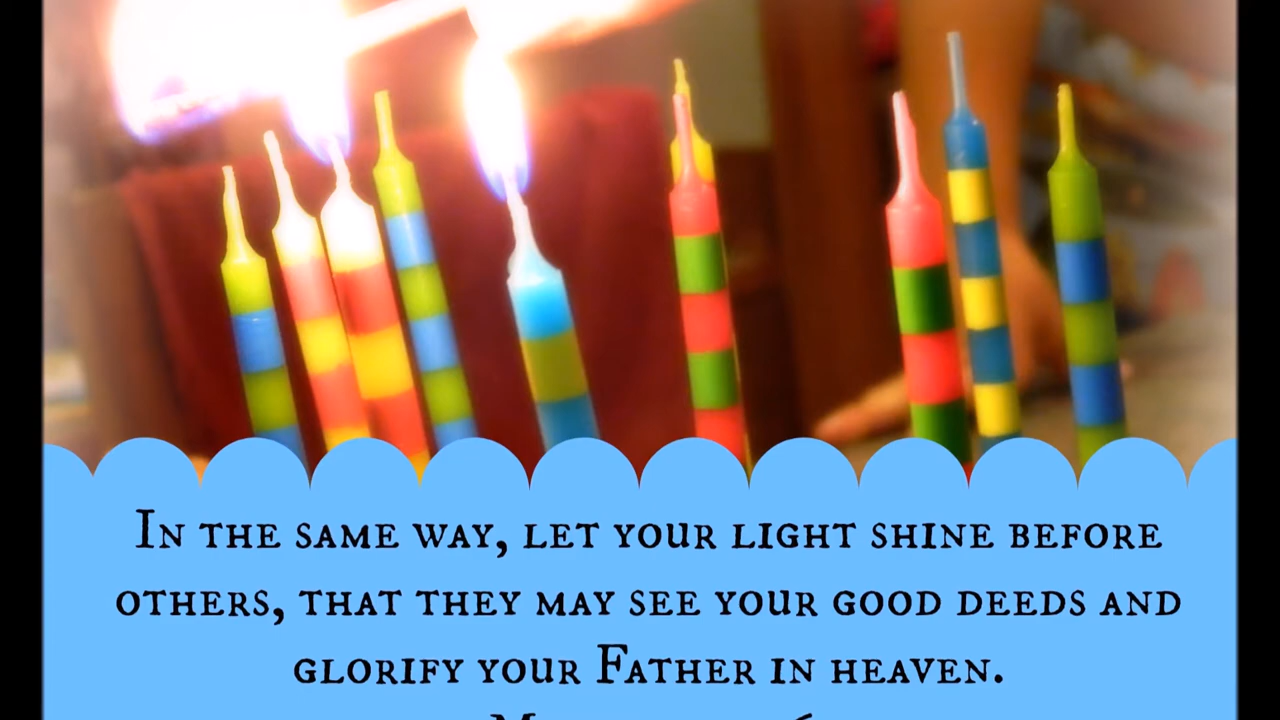 In the same way, let your light shine before
others, that they may see your good deeds and
glorify your Father in heaven.